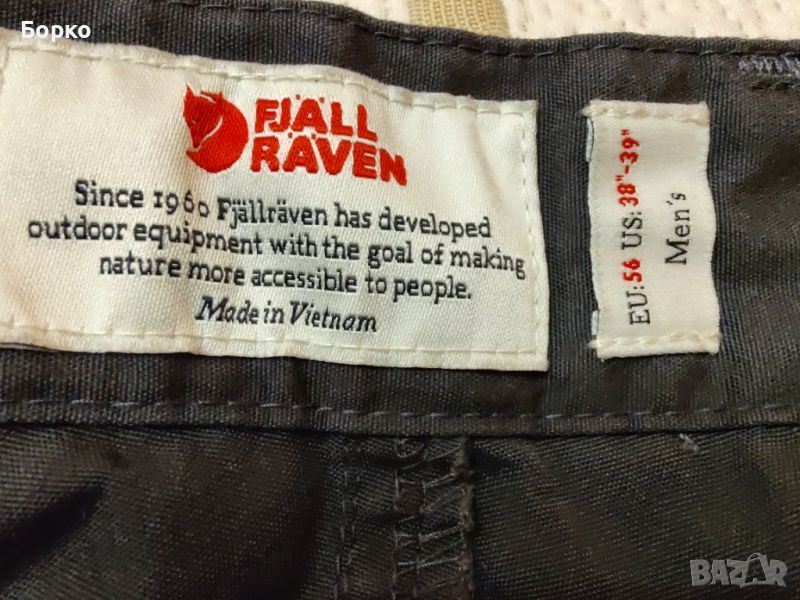 Борко
FJÄLL
RÄVEN
Since 1960 Fjällräven has developed
outdoor equipment with the goal of making
nature more accessible to people.
Made in Vietnam
EU:56 US:38"-39"
Men's
BAZAR